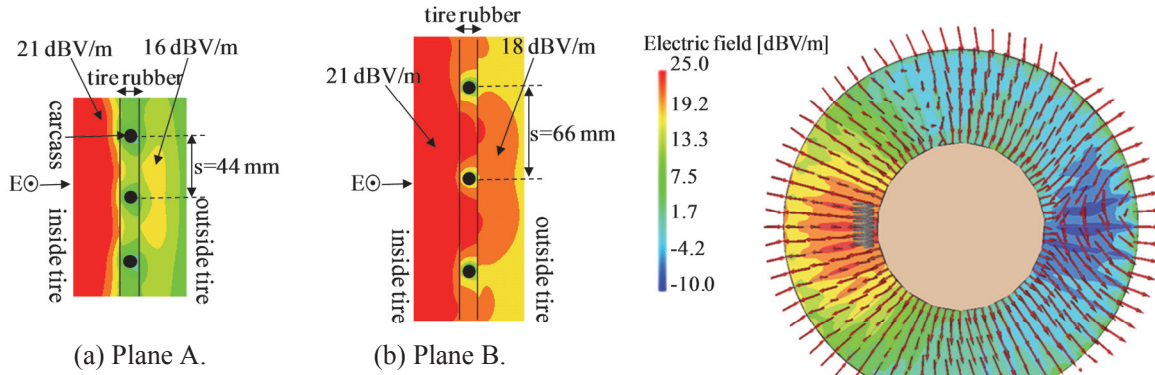 21 dBV/m
16 dBV/m
tire rubber
carcass
s=44 mm
E⊙
inside tire
outside tire
(a) Plane A.
tire rubber
18 dBV/m
21 dBV/m
s=66 mm
E⊙
inside tire
outside tire
(b) Plane B.
Electric field [dBV/m]
25.0
19.2
13.3
7.5
1.7
-4.2
-10.0